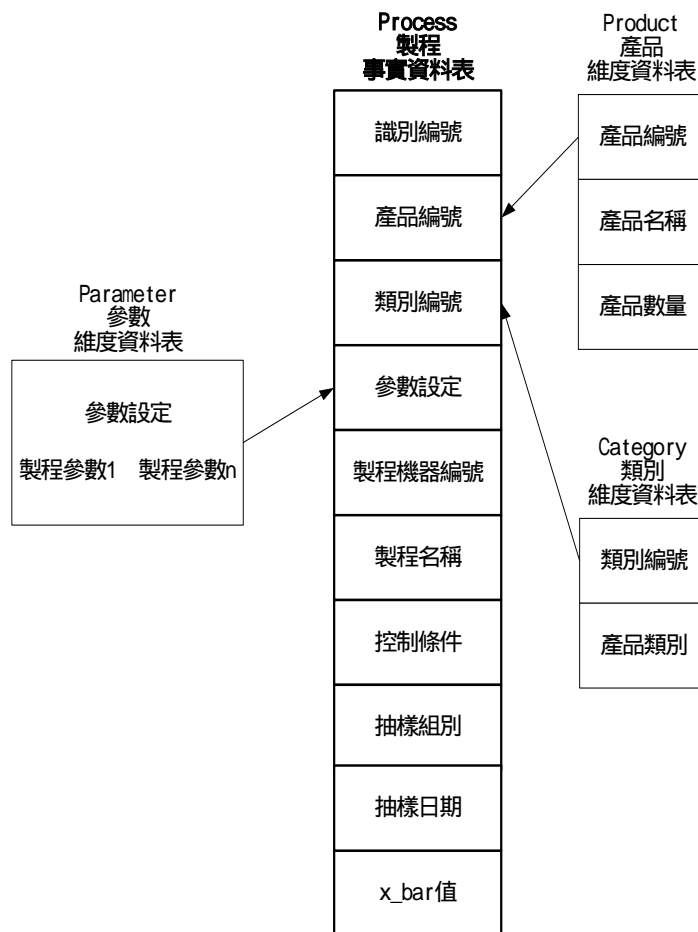 Process
製程
事實資料表
識別編號
產品編號
類別編號
參數設定
製程機器編號
製程名稱
控制條件
抽樣組別
抽樣日期
x_bar值
Product
產品
維度資料表
產品編號
產品名稱
產品數量
Parameter
參數
維度資料表
參數設定
製程參數1 製程參數n
Category
類別
維度資料表
類別編號
產品類別